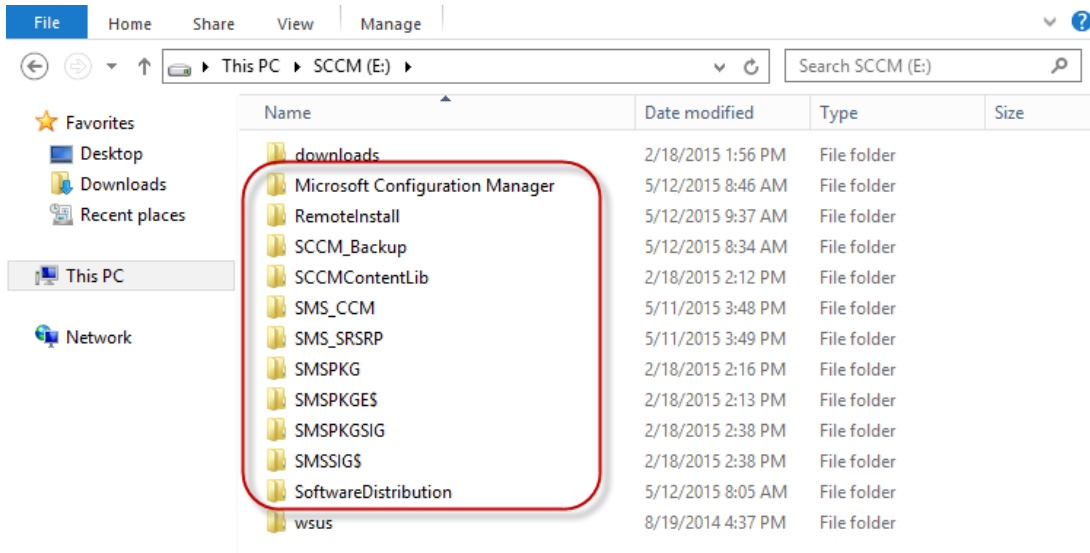 File Home Share View Manage
This PC SCCM (E:) Search SCCM (E:)
Name Date modified Type Size
Favorites
Desktop
Downloads
Recent places
This PC
Network
downloads 2/18/2015 1:56 PM File folder
Microsoft Configuration Manager 5/12/2015 8:46 AM File folder
RemoteInstall 5/12/2015 9:37 AM File folder
SCCM_Backup 5/12/2015 8:34 AM File folder
SCCMContentLib 2/18/2015 2:12 PM File folder
SMS_CCM 5/11/2015 3:48 PM File folder
SMS_SRSRP 5/11/2015 3:49 PM File folder
SMSPKG 2/18/2015 2:16 PM File folder
SMSPKGE$ 2/18/2015 2:13 PM File folder
SMSPKGSIG 2/18/2015 2:38 PM File folder
SMSSIG$ 2/18/2015 2:38 PM File folder
SoftwareDistribution 5/12/2015 8:05 AM File folder
wsus 8/19/2014 4:37 PM File folder